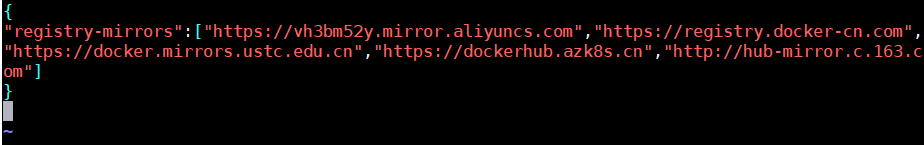 {
"registry-mirrors":["https://vh3bm52y.mirror.aliyuncs.com","https://registry.docker-cn.com",
"https://docker.mirrors.ustc.edu.cn","https://dockerhub.azk8s.cn","http://hub-mirror.c.163.c
om"]
}
~